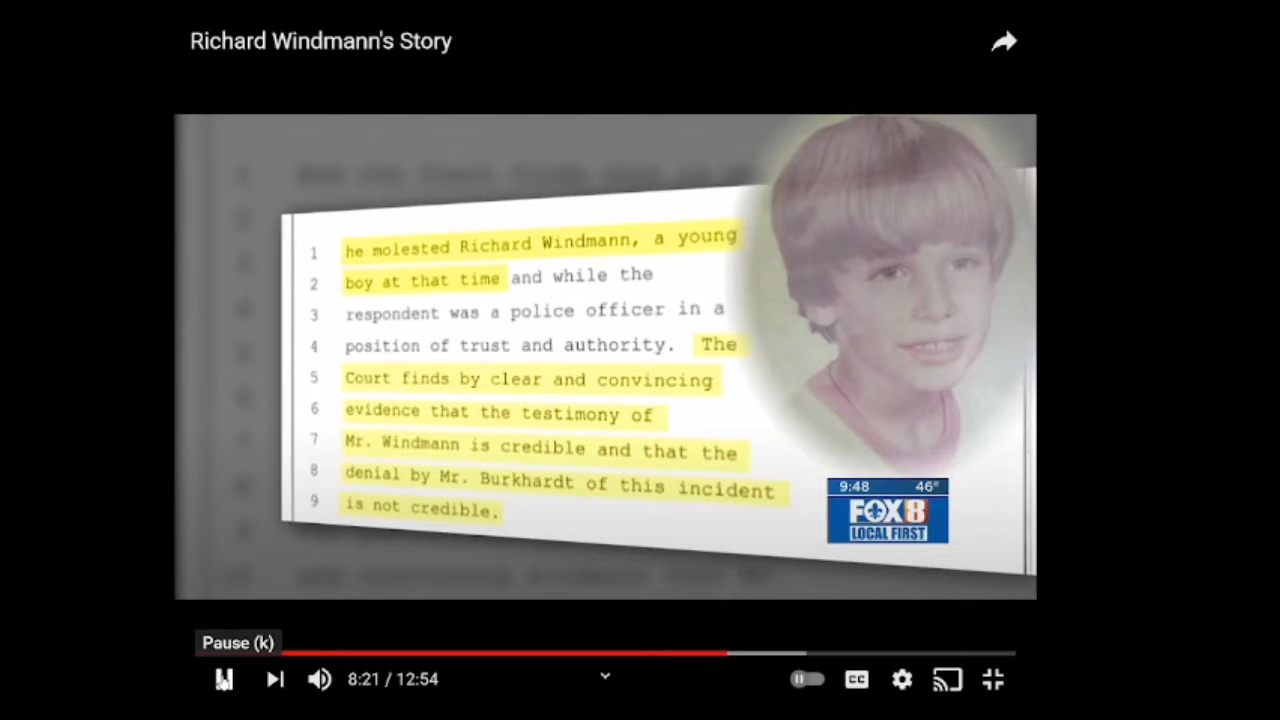 Richard Windmann's Story
1 he molested Richard Windmann, a young
2 boy at that time and while the
3 respondent was a police officer in a
4 position of trust and authority. The
5 Court finds by clear and convincing
6 evidence that the testimony of
7 Mr. Windmann is credible and that the
8 denial by Mr. Burkhardt of this incident
9 is not credible.
9:48 46°
FOX 8
LOCAL FIRST
Pause (k)
8:21 / 12:54
CC